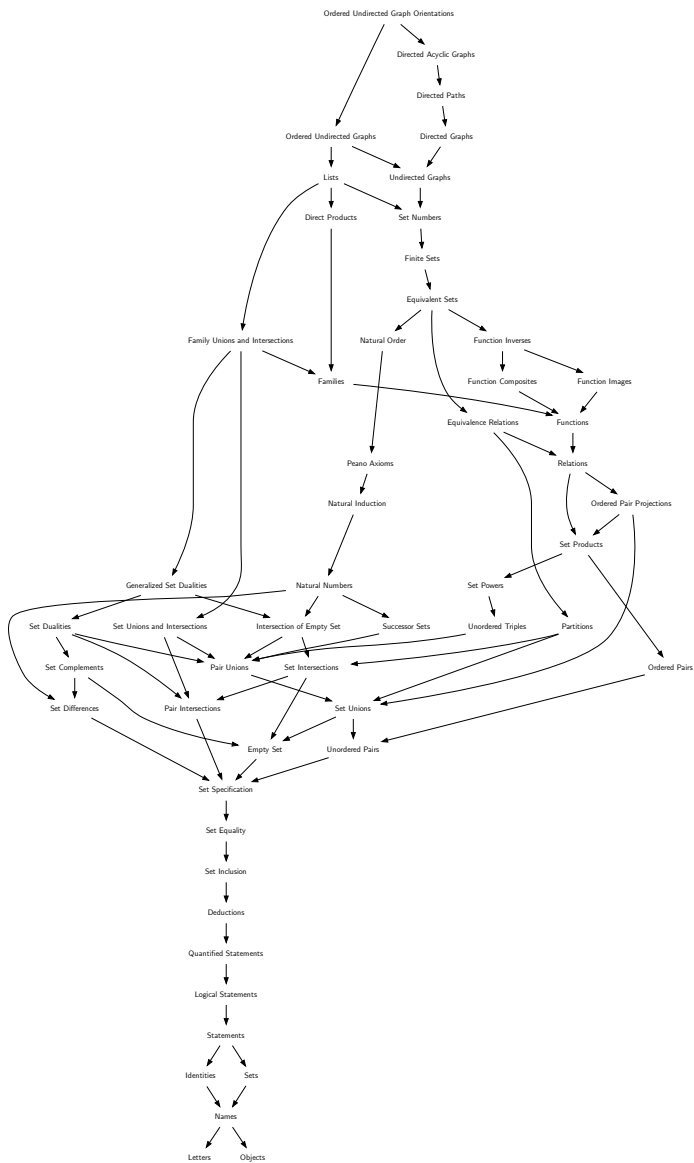 Ordered Undirected Graph Orientations
Directed Acyclic Graphs
Directed Paths
Ordered Undirected Graphs
Directed Graphs
Lists
Undirected Graphs
Direct Products
Set Numbers
Finite Sets
Equivalent Sets
Family Unions and Intersections
Natural Order
Function Inverses
Families
Function Composites
Function Images
Equivalence Relations
Functions
Peano Axioms
Relations
Natural Induction
Ordered Pair Projections
Set Products
Generalized Set Dualities
Natural Numbers
Set Powers
Set Dualities
Set Unions and Intersections
Intersection of Empty Set
Successor Sets
Unordered Triples
Partitions
Set Complements
Pair Unions
Set Intersections
Ordered Pairs
Set Differences
Pair Intersections
Set Unions
Empty Set
Unordered Pairs
Set Specification
Set Equality
Set Inclusion
Deductions
Quantified Statements
Logical Statements
Statements
Identities
Sets
Names
Letters
Objects